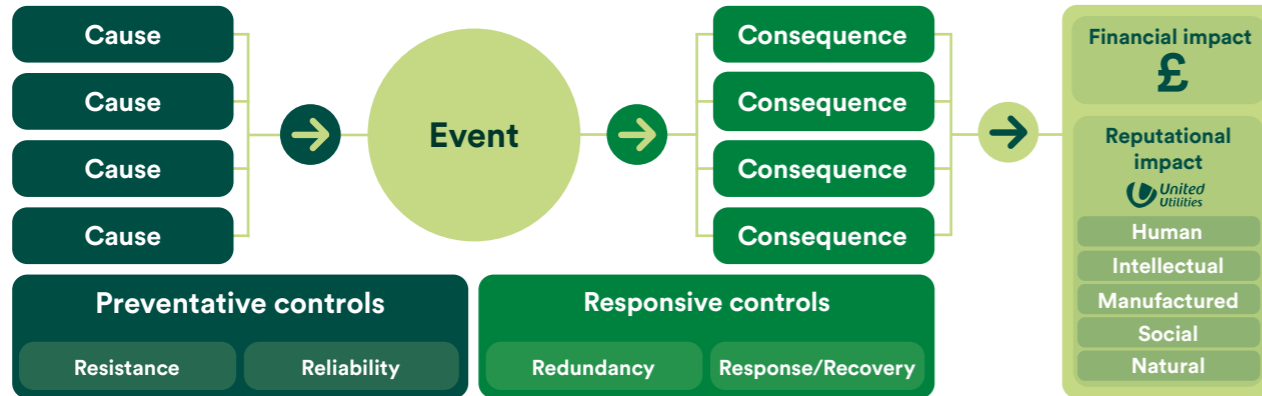 Cause
Cause
Cause
Cause
Event
Consequence
Consequence
Consequence
Consequence
Preventative controls
Resistance
Reliability
Responsive controls
Redundancy
Response/Recovery
Financial impact
£
Reputational
impact
United
Utilities
Human
Intellectual
Manufactured
Social
Natural